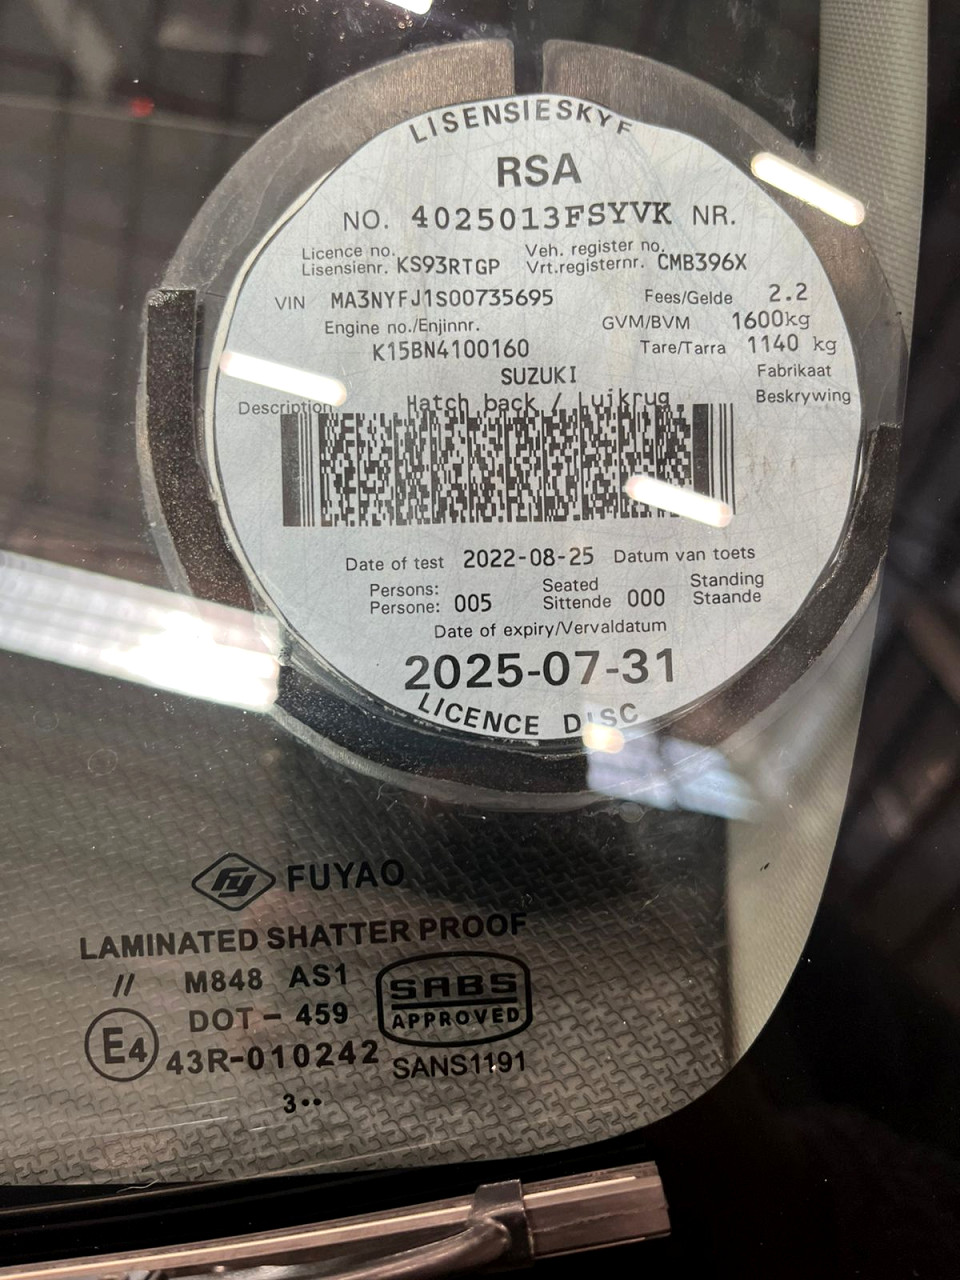 LISENSIESKYF
RSA
NO. 4025013FSYVK NR.
Licence no. Veh. register no.
Lisensienr. KS93RTGP Vrt.registernr. CMB396X
VIN MA3NYFJ1S00735695 Fees/Gelde 2.2
Engine no./Enjinnr. GVM/BVM 1600kg
K15BN4100160 Tare/Tarra 1140 kg
SUZUKI Fabrikaat
Description Hatch back / Luikrug Beskrywing
Date of test 2022-08-25 Datum van toets
Persons: Seated Standing
Persone: 005 Sittende 000 Staande
Date of expiry/Vervaldatum
2025-07-31
LICENCE DISC
fy FUYAO
LAMINATED SHATTER PROOF
// M848 AS1
SABS
DOT - 459 APPROVED
E4 43R-010242 SANS1191
3••